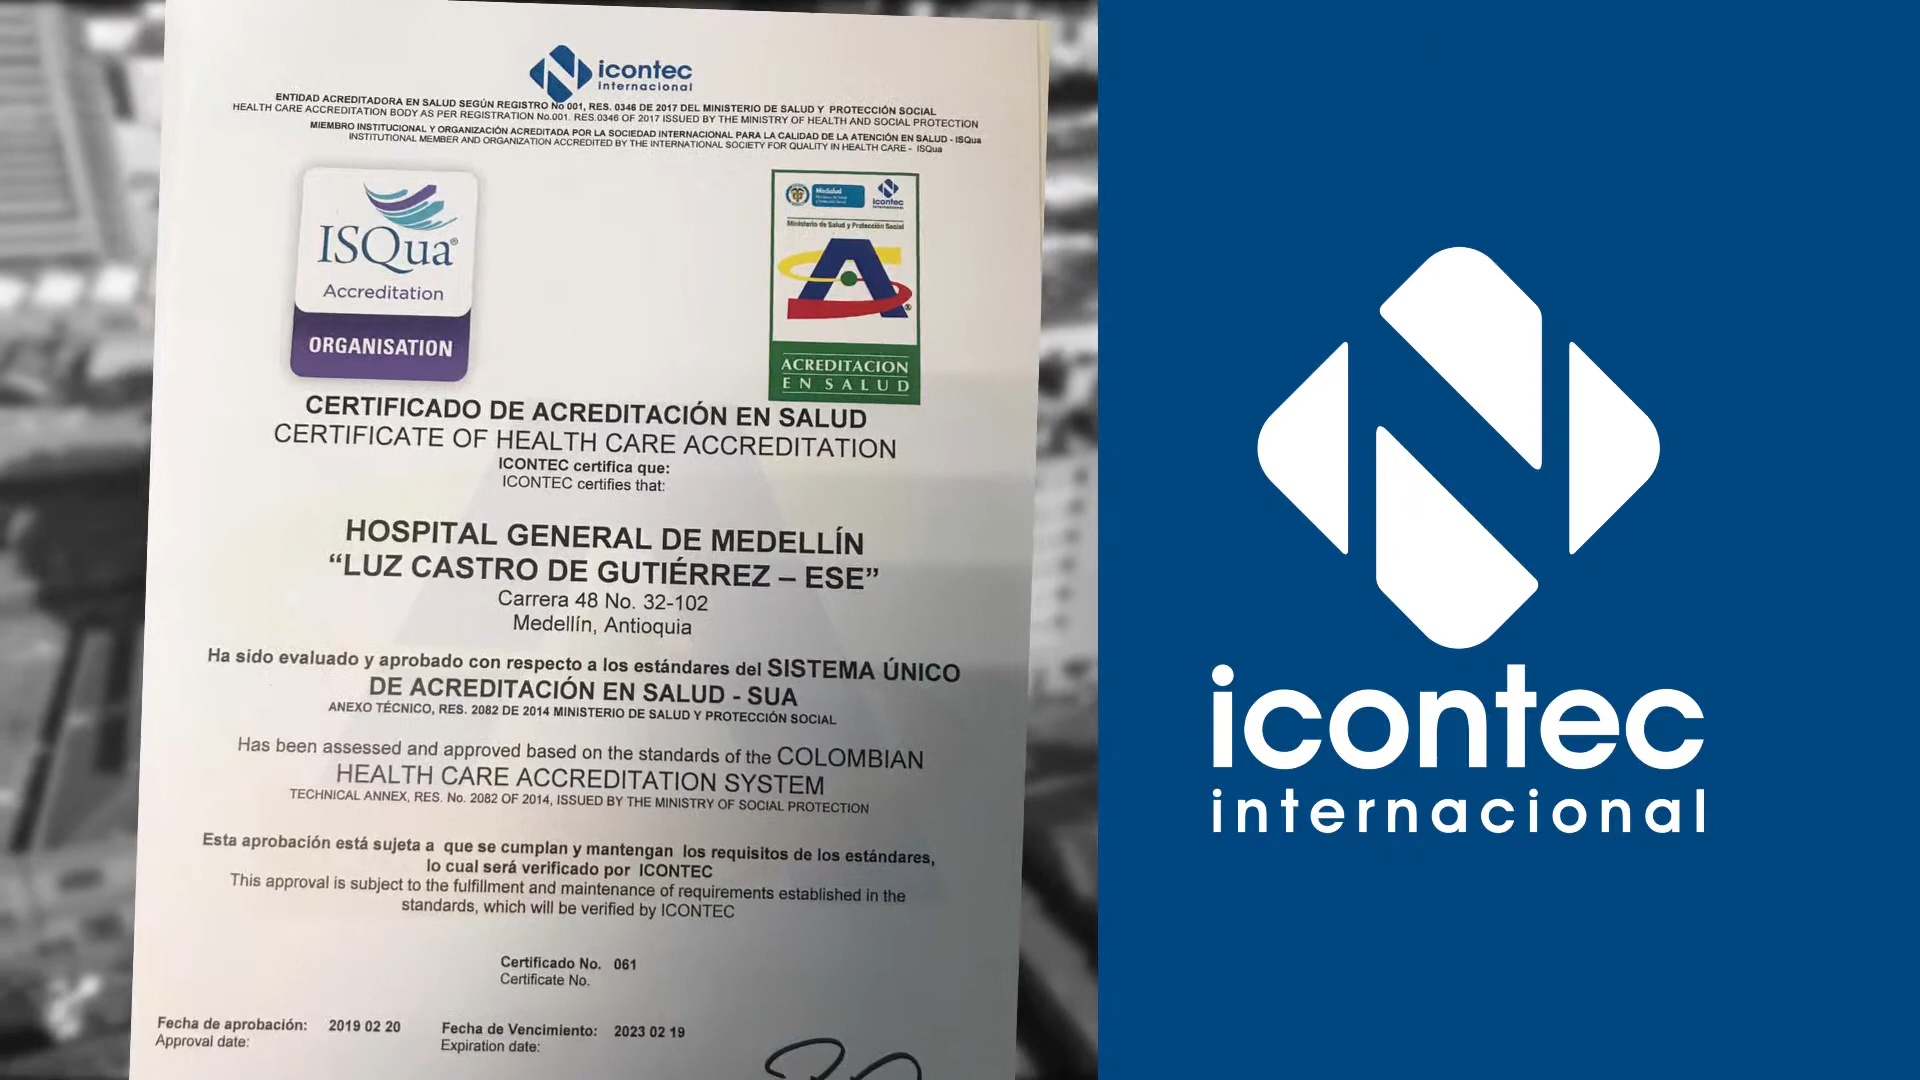 icontec
internacional
ENTIDAD ACREDITADORA EN SALUD SEGÚN REGISTRO No 001, RES. 0346 DE 2017 DEL MINISTERIO DE SALUD Y PROTECCIÓN SOCIAL
HEALTH CARE ACCREDITATION BODY AS PER REGISTRATION No.001. RES.0346 OF 2017 ISSUED BY THE MINISTRY OF HEALTH AND SOCIAL PROTECTION
MIEMBRO INSTITUCIONAL Y ORGANIZACIÓN ACREDITADA POR LA SOCIEDAD INTERNACIONAL PARA LA CALIDAD DE LA ATENCIÓN EN SALUD - ISQua
INSTITUTIONAL MEMBER AND ORGANIZATION ACCREDITED BY THE INTERNATIONAL SOCIETY FOR QUALITY IN HEALTH CARE - ISQua
ISQua®
Accreditation
ORGANISATION
MinSalud
icontec
internacional
Ministerio de Salud y Protección Social
®
ACREDITACION
EN SALUD
CERTIFICADO DE ACREDITACIÓN EN SALUD
CERTIFICATE OF HEALTH CARE ACCREDITATION
ICONTEC certifica que:
ICONTEC certifies that:
HOSPITAL GENERAL DE MEDELLÍN
“LUZ CASTRO DE GUTIÉRREZ – ESE”
Carrera 48 No. 32-102
Medellín, Antioquia
Ha sido evaluado y aprobado con respecto a los estándares del SISTEMA ÚNICO
DE ACREDITACIÓN EN SALUD - SUA
ANEXO TÉCNICO, RES. 2082 DE 2014 MINISTERIO DE SALUD Y PROTECCIÓN SOCIAL
Has been assessed and approved based on the standards of the COLOMBIAN
HEALTH CARE ACCREDITATION SYSTEM
TECHNICAL ANNEX, RES. No. 2082 OF 2014, ISSUED BY THE MINISTRY OF SOCIAL PROTECTION
Esta aprobación está sujeta a que se cumplan y mantengan los requisitos de los estándares,
lo cual será verificado por ICONTEC
This approval is subject to the fulfillment and maintenance of requirements established in the
standards, which will be verified by ICONTEC
Certificado No. 061
Certificate No.
Fecha de aprobación: 2019 02 20
Approval date:
Fecha de Vencimiento: 2023 02 19
Expiration date:
icontec
internacional